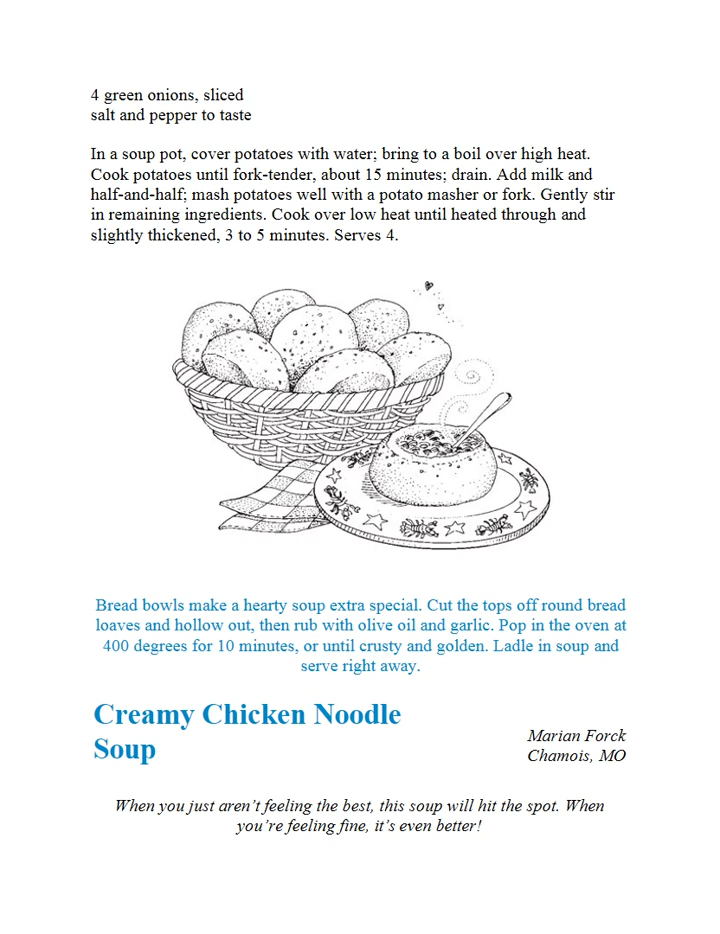 4 green onions, sliced
salt and pepper to taste
In a soup pot, cover potatoes with water; bring to a boil over high heat.
Cook potatoes until fork-tender, about 15 minutes; drain. Add milk and
half-and-half; mash potatoes well with a potato masher or fork. Gently stir
in remaining ingredients. Cook over low heat until heated through and
slightly thickened, 3 to 5 minutes. Serves 4.
Bread bowls make a hearty soup extra special. Cut the tops off round bread
loaves and hollow out, then rub with olive oil and garlic. Pop in the oven at
400 degrees for 10 minutes, or until crusty and golden. Ladle in soup and
serve right away.
Creamy Chicken Noodle
Soup
Marian Forck
Chamois, MO
When you just aren’t feeling the best, this soup will hit the spot. When
you’re feeling fine, it’s even better!